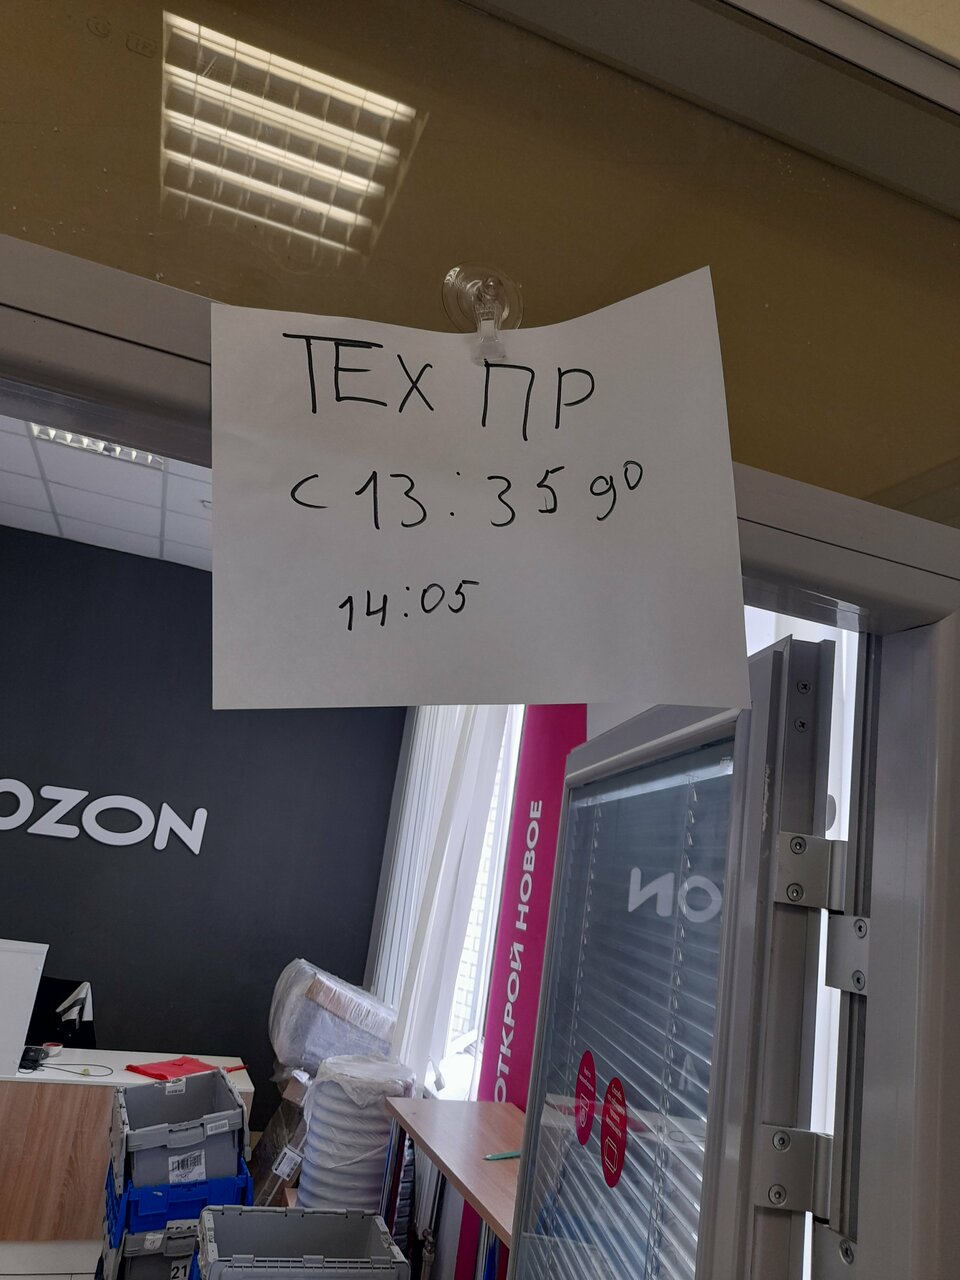 ТЕХ ПР
с 13:35 до
14:05
OZON
ОТКРОЙ НОВОЕ